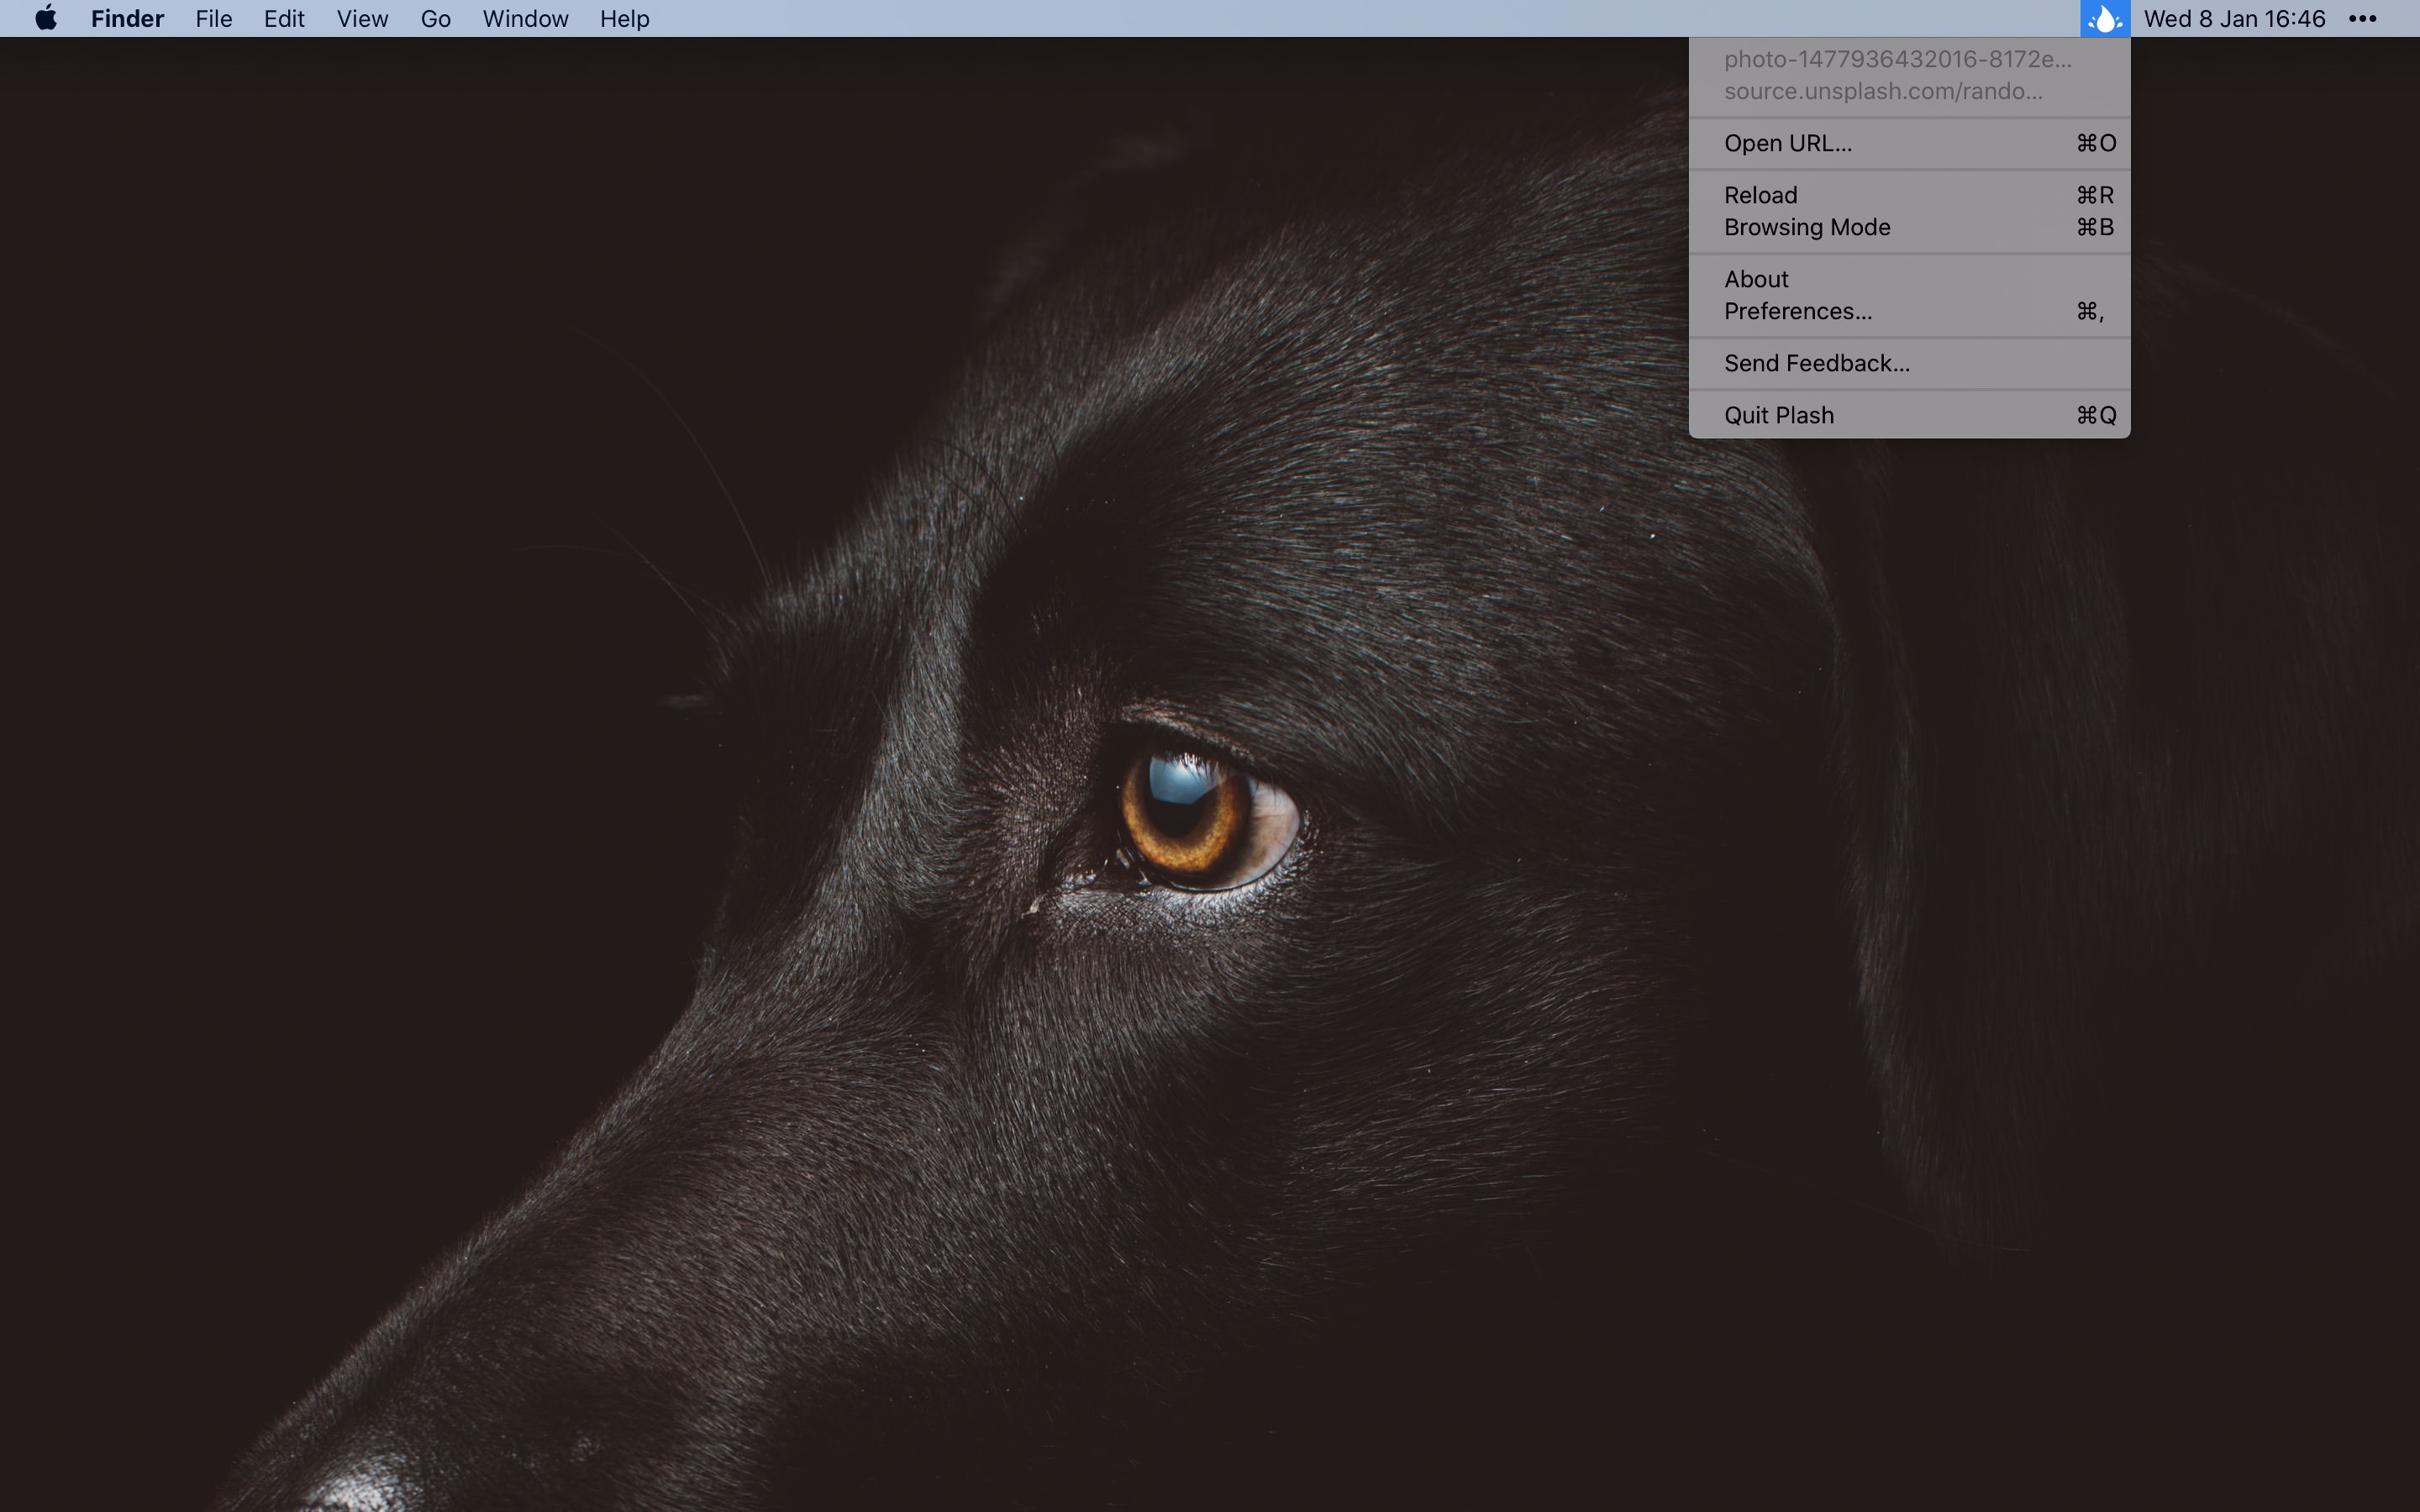 Finder File Edit View Go Window Help Wed 8 Jan 16:46
photo-1477936432016-8172e...
source.unsplash.com/rando...
Open URL... ⌘O
Reload ⌘R
Browsing Mode ⌘B
About
Preferences... ⌘,
Send Feedback...
Quit Plash ⌘Q